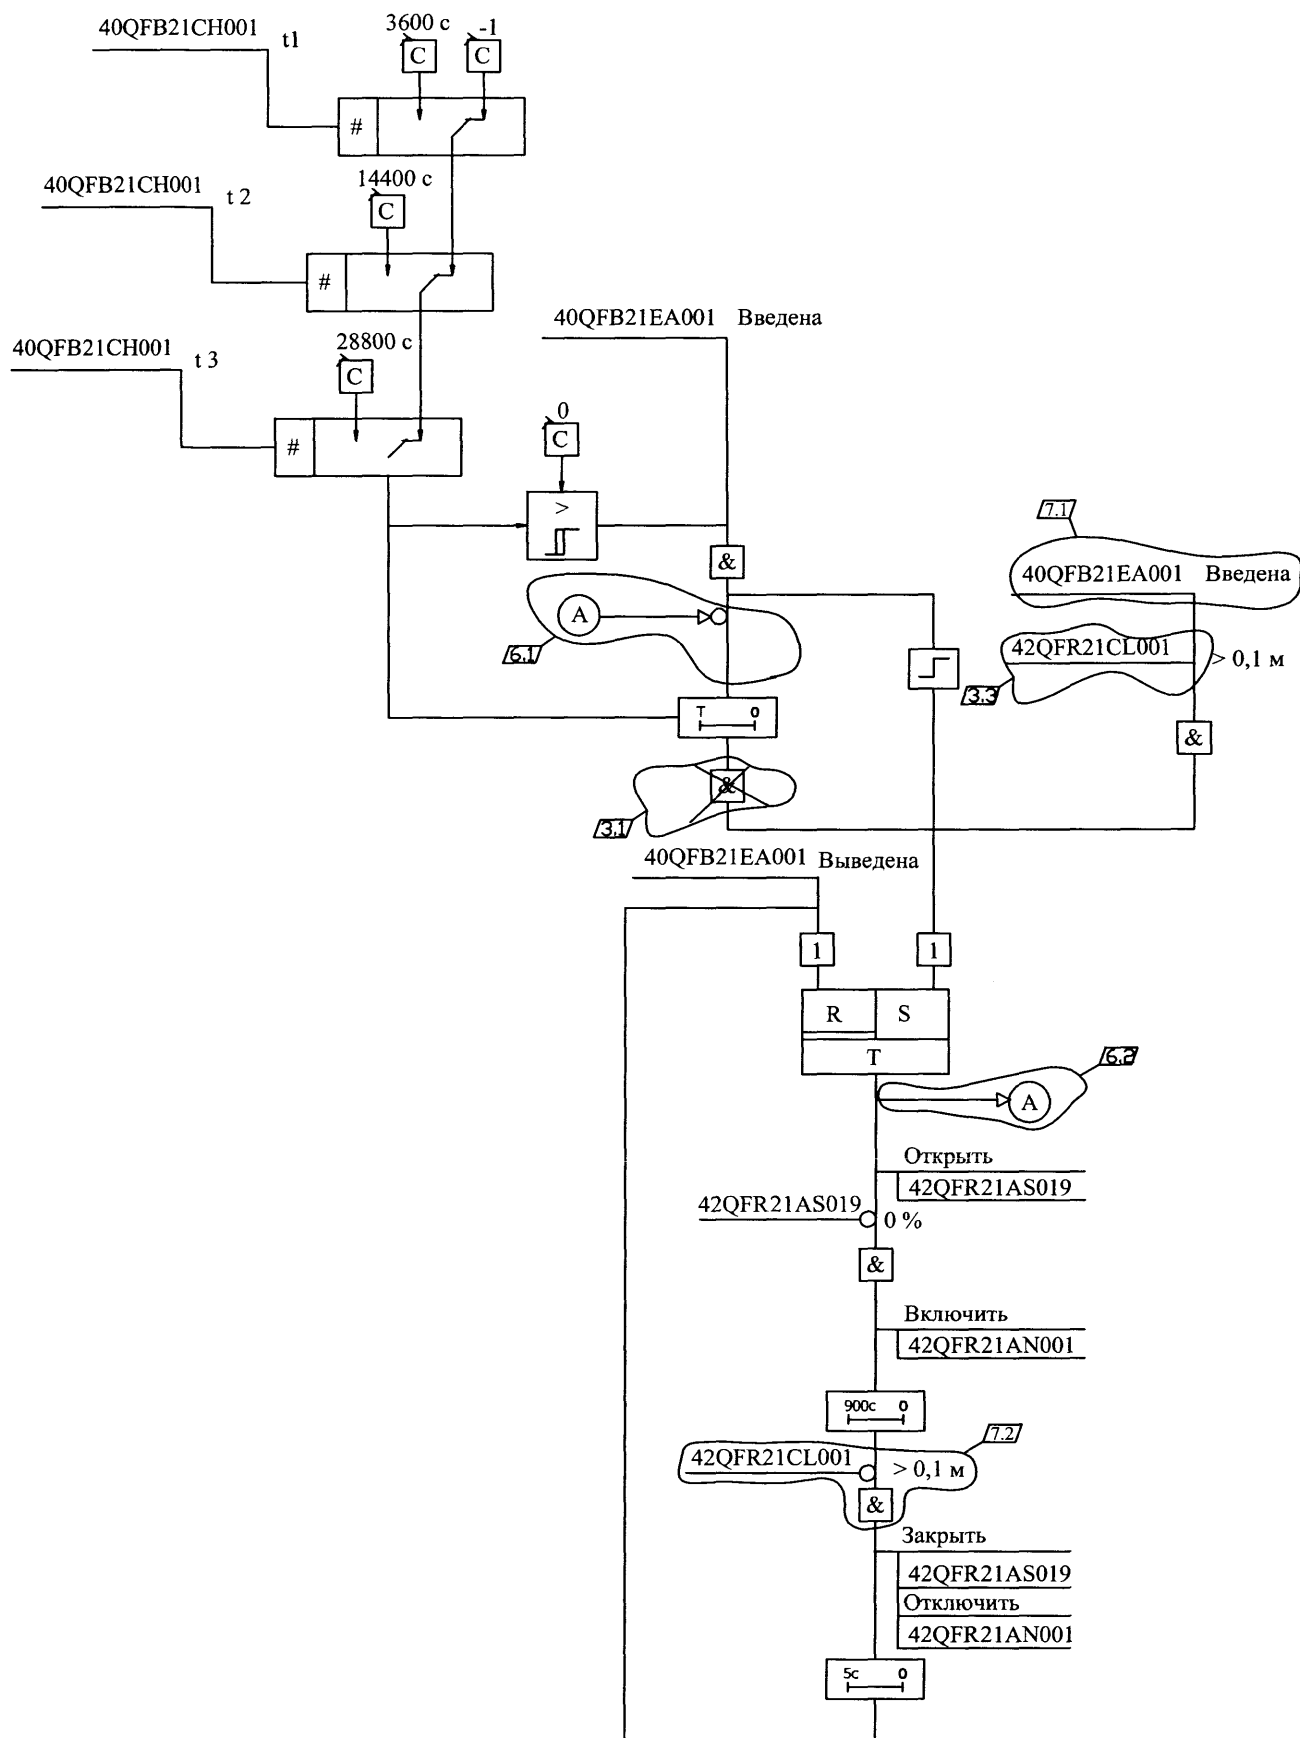 3600 с
-1
40QFB21CH001 t1
C
C
#
14400 с
40QFB21CH001 t 2
C
#
40QFB21EA001 Введена
28800 с
40QFB21CH001 t 3
C
0
C
#
>
7.1
&
40QFB21EA001 Введена
A
6.1
42QFR21CL001 > 0,1 м
3.3
T 0
&
&
3.1
40QFB21EA001 Выведена
1
1
R S
T
6.2
A
Открыть
42QFR21AS019
42QFR21AS019 0 %
&
Включить
42QFR21AN001
900с 0
7.2
42QFR21CL001 > 0,1 м
&
Закрыть
42QFR21AS019
Отключить
42QFR21AN001
5с 0